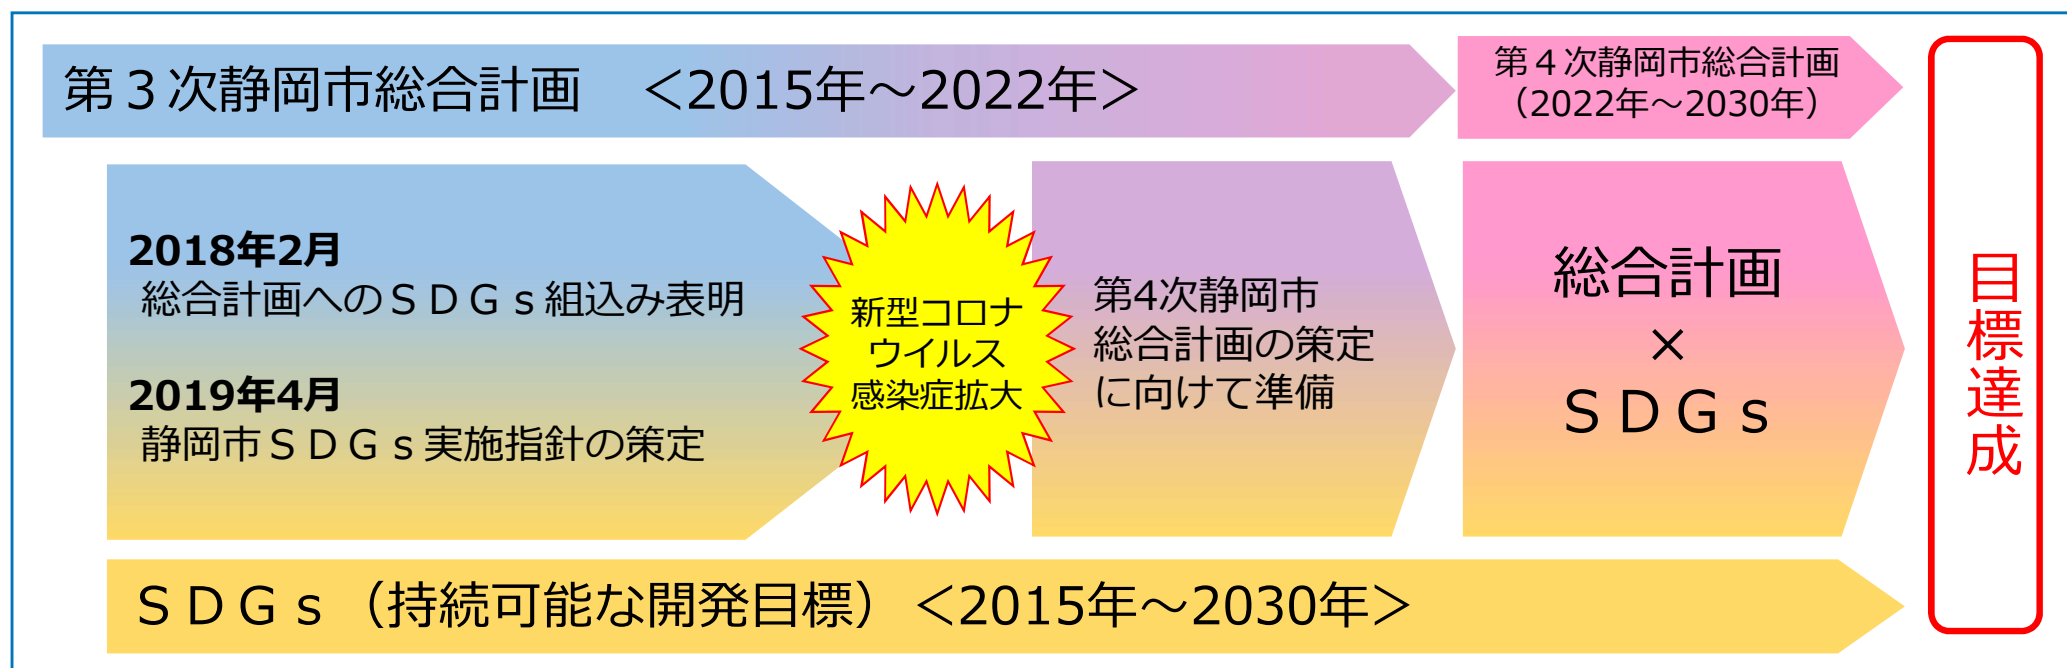 第３次静岡市総合計画　＜2015年～2022年＞
第４次静岡市総合計画
（2022年～2030年）
2018年2月
総合計画へのＳＤＧｓ組込み表明
2019年4月
静岡市ＳＤＧｓ実施指針の策定
新型コロナ
ウイルス
感染症拡大
第4次静岡市
総合計画の策定
に向けて準備
総合計画
×
ＳＤＧｓ
目標達成
ＳＤＧｓ（持続可能な開発目標）＜2015年～2030年＞